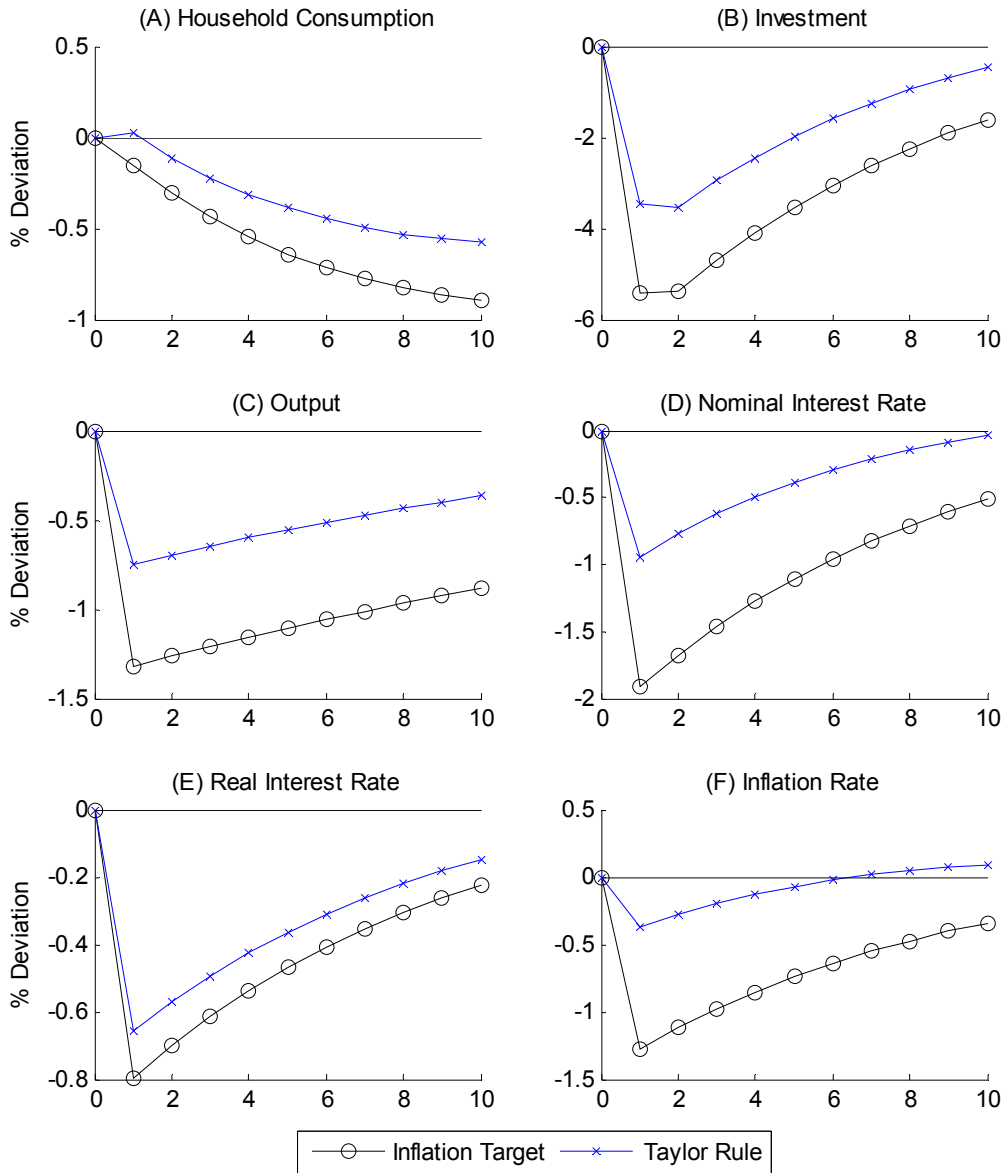 (A) Household Consumption
% Deviation
0.5
0
-0.5
-1
0 2 4 6 8 10
(B) Investment
0
-2
-4
-6
0 2 4 6 8 10
(C) Output
% Deviation
0
-0.5
-1
-1.5
0 2 4 6 8 10
(D) Nominal Interest Rate
0
-0.5
-1
-1.5
-2
0 2 4 6 8 10
(E) Real Interest Rate
% Deviation
0
-0.2
-0.4
-0.6
-0.8
0 2 4 6 8 10
(F) Inflation Rate
0.5
0
-0.5
-1
-1.5
0 2 4 6 8 10
Inflation Target Taylor Rule